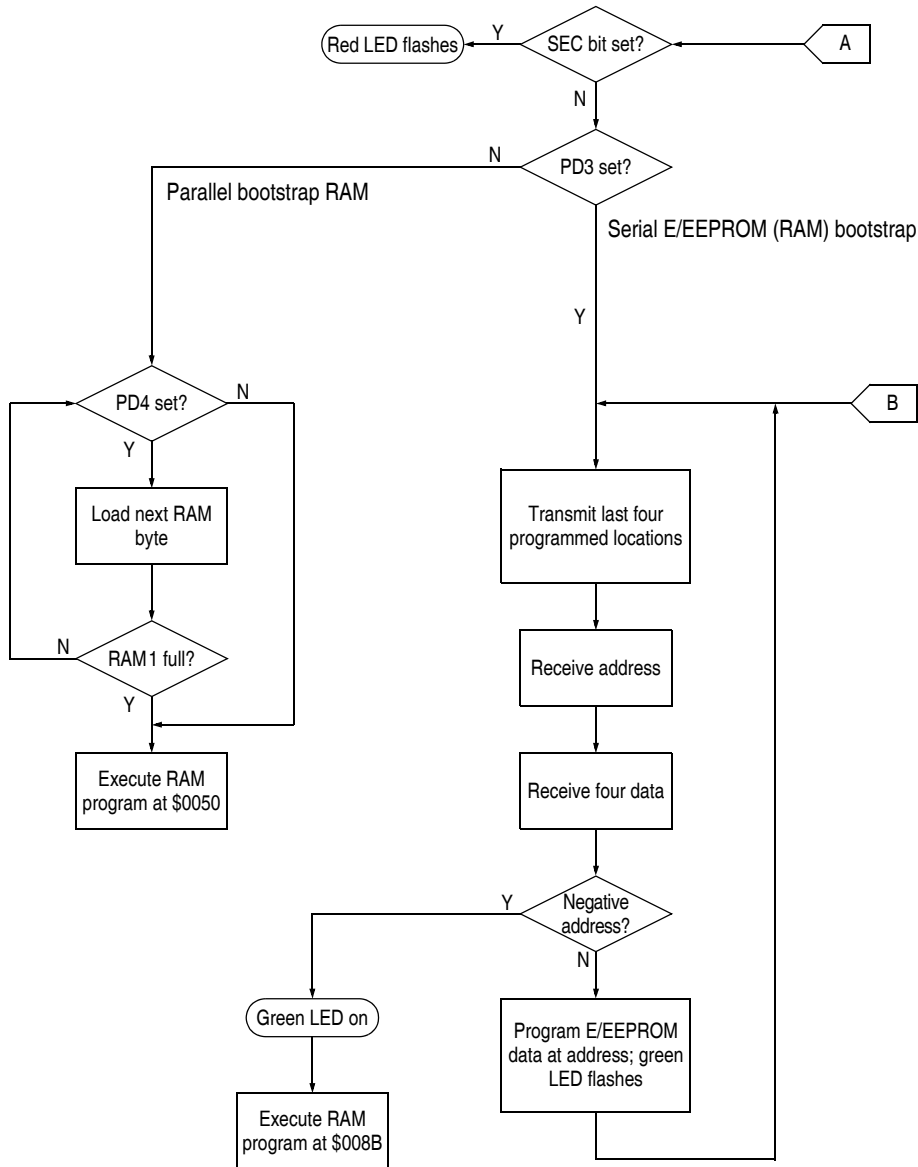 Red LED flashes
Y
SEC bit set?
A
N
N
PD3 set?
Parallel bootstrap RAM
Serial E/EEPROM (RAM) bootstrap
Y
PD4 set?
N
B
Y
Load next RAM
byte
Transmit last four
programmed locations
N
RAM1 full?
Y
Receive address
Execute RAM
program at $0050
Receive four data
Y
Negative
address?
N
Green LED on
Program E/EEPROM
data at address; green
LED flashes
Execute RAM
program at $008B